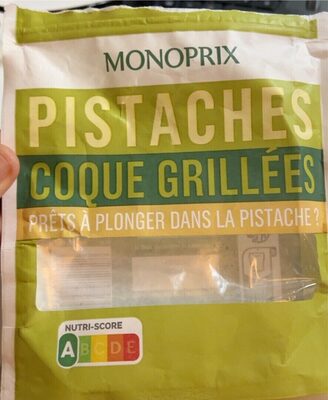 MONOPRIX
PISTACHES
COQUE GRILLÉES
PRÊTS À PLONGER DANS LA PISTACHE ?
NUTRI-SCORE
A B C D E